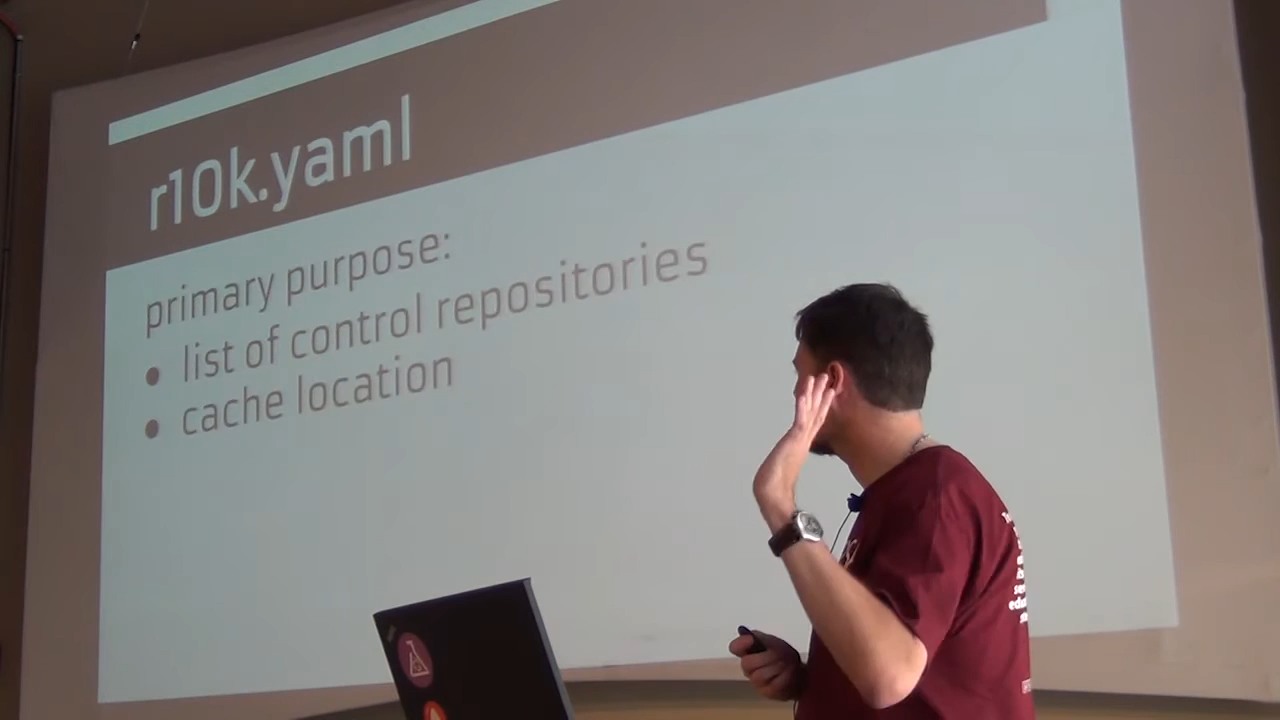 r10k.yaml
primary purpose:
● list of control repositories
● cache location